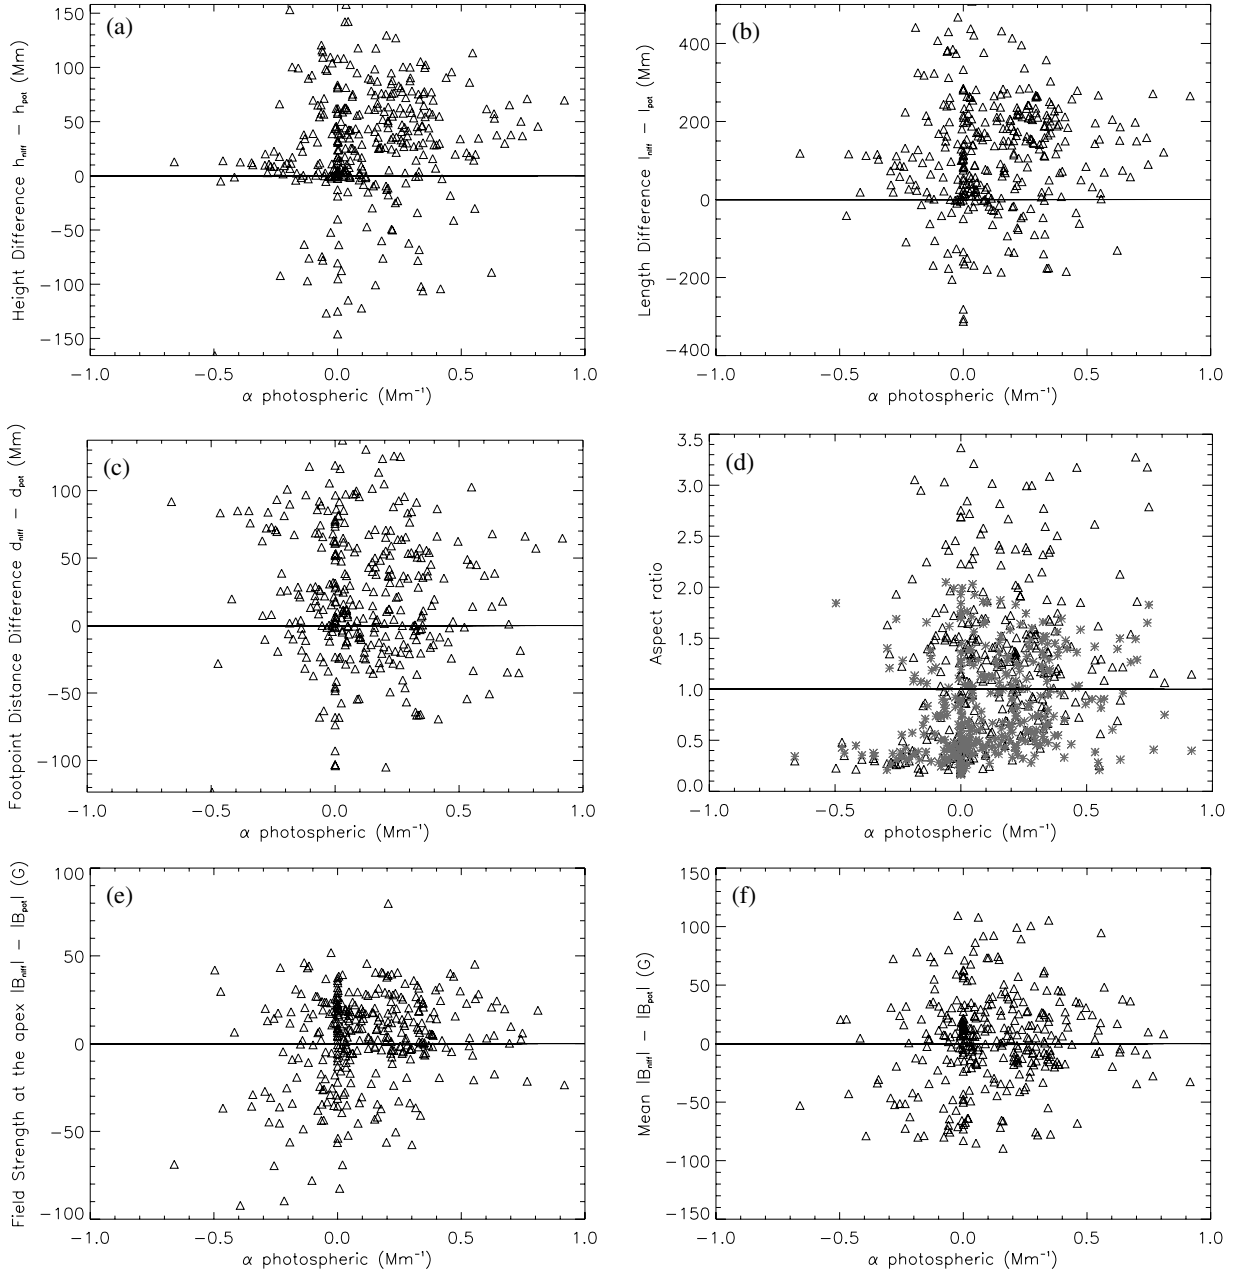 (a)
Height Difference h_nlff − h_pot (Mm)
150
100
50
0
−50
−100
−150
−1.0 −0.5 0.0 0.5 1.0
α photospheric (Mm⁻¹)
(b)
Length Difference l_nlff − l_pot (Mm)
400
200
0
−200
−400
−1.0 −0.5 0.0 0.5 1.0
α photospheric (Mm⁻¹)
(c)
Footpoint Distance Difference d_nlff − d_pot (Mm)
100
50
0
−50
−100
−1.0 −0.5 0.0 0.5 1.0
α photospheric (Mm⁻¹)
(d)
Aspect ratio
3.5
3.0
2.5
2.0
1.5
1.0
0.5
0.0
−1.0 −0.5 0.0 0.5 1.0
α photospheric (Mm⁻¹)
(e)
Field Strength at the apex |B_nlff| − |B_pot| (G)
100
50
0
−50
−100
−1.0 −0.5 0.0 0.5 1.0
α photospheric (Mm⁻¹)
(f)
Mean |B_nlff| − |B_pot| (G)
150
100
50
0
−50
−100
−150
−1.0 −0.5 0.0 0.5 1.0
α photospheric (Mm⁻¹)